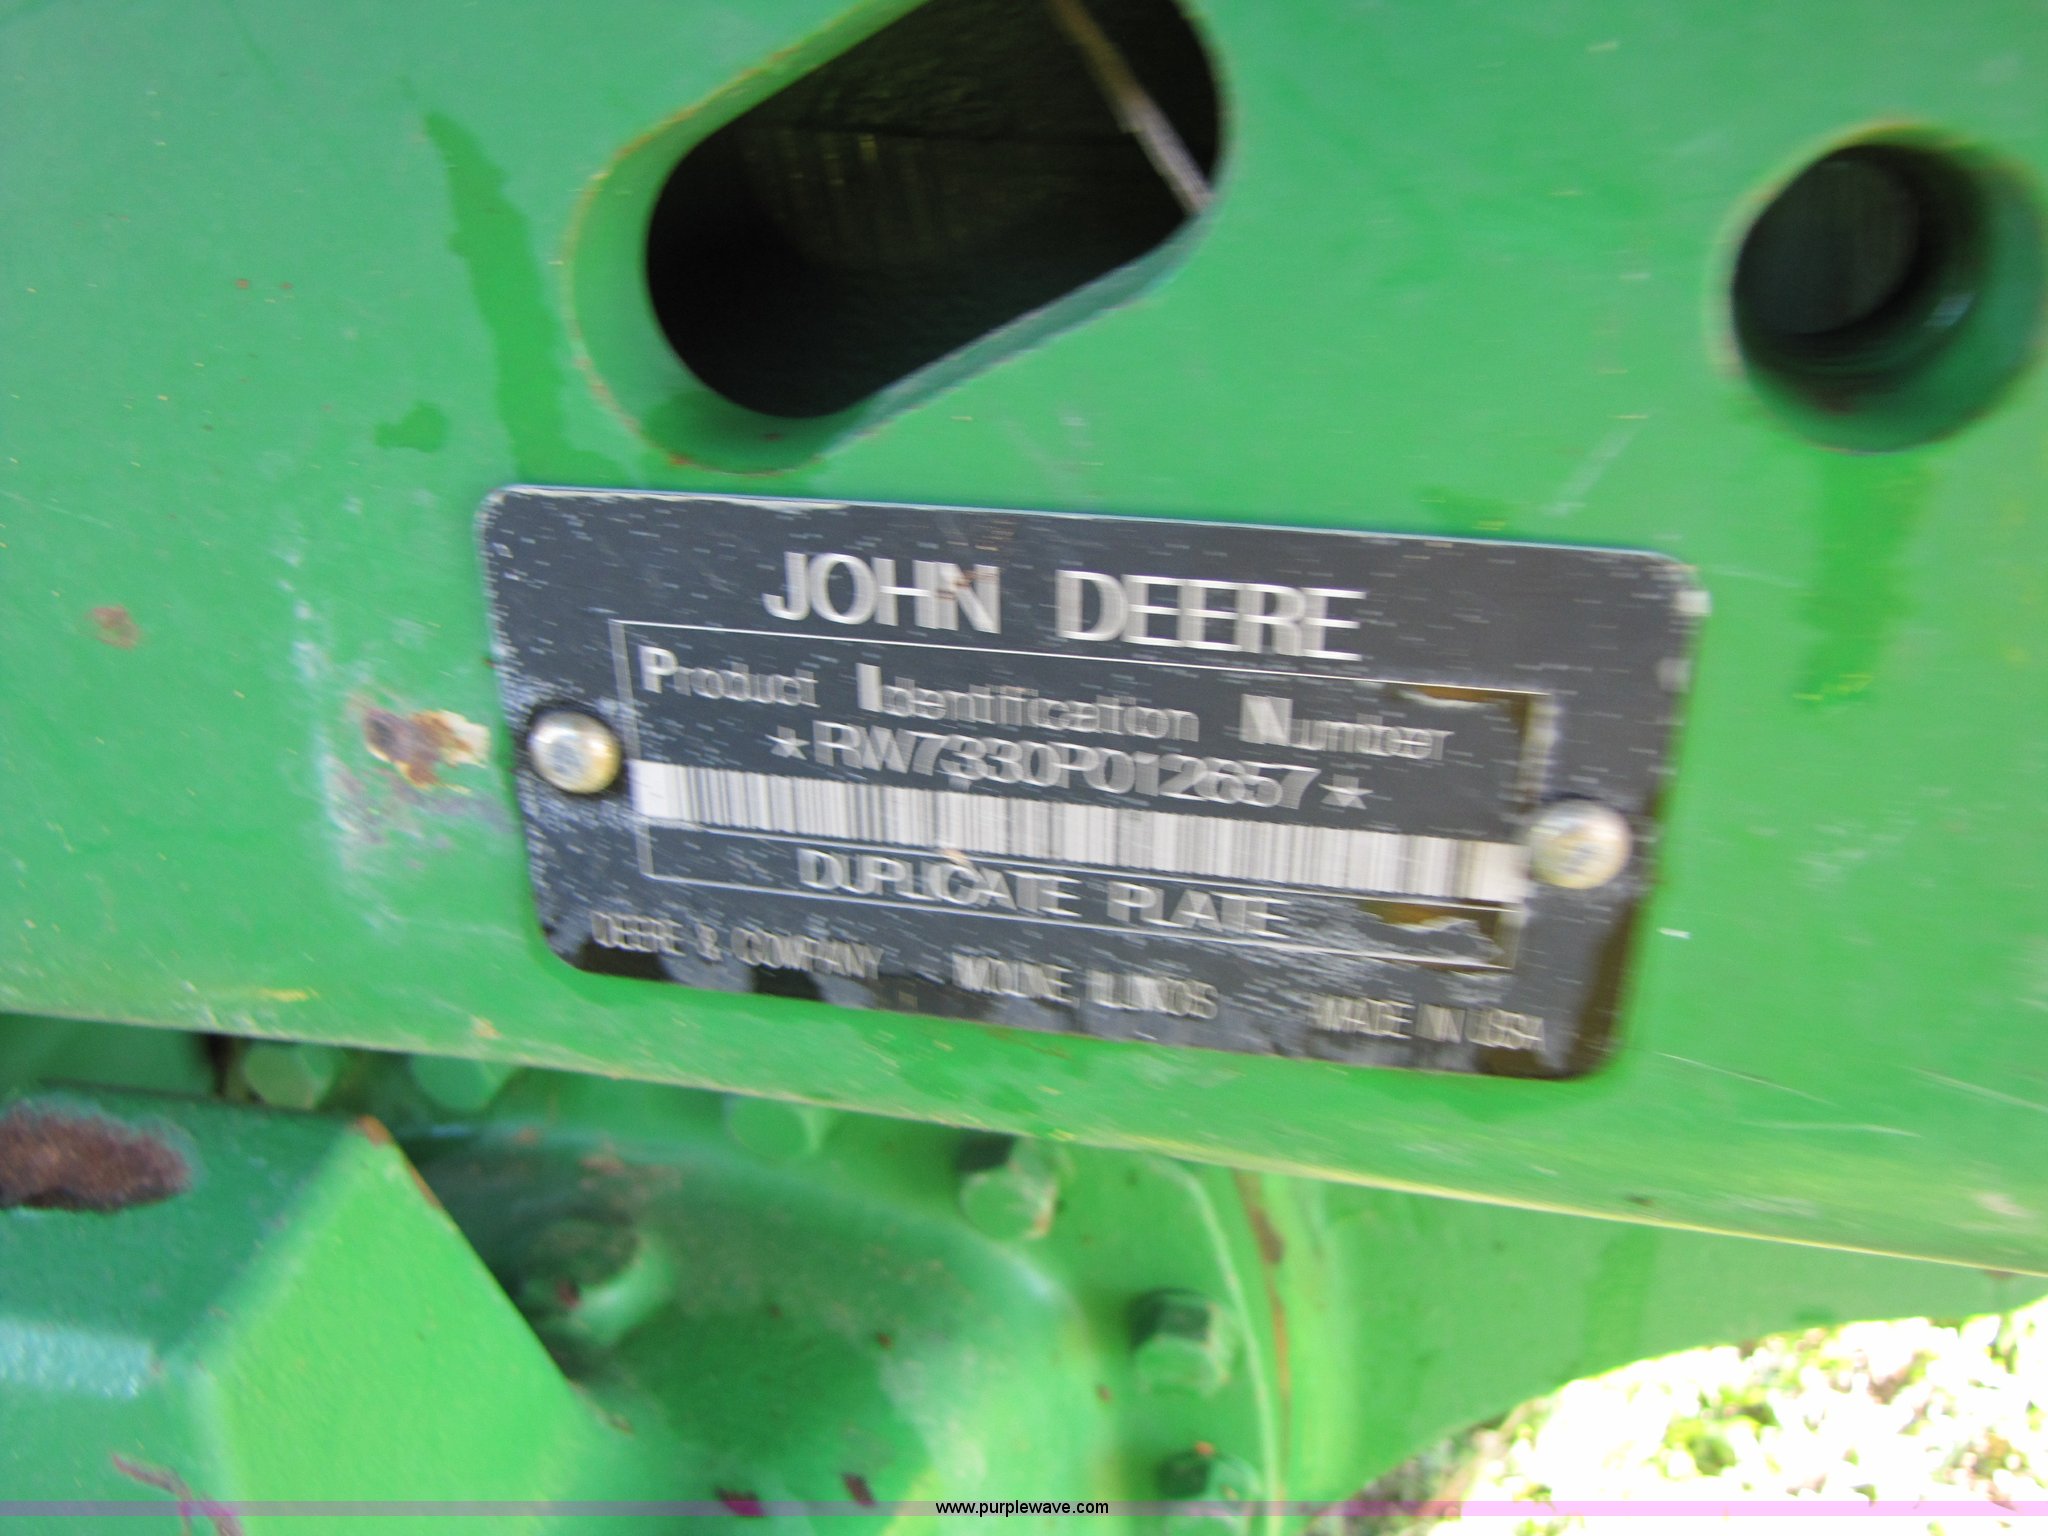 JOHN DEERE
Product Identification Number
*RW7330P012657*
DUPLICATE PLATE
DEERE & COMPANY MOLINE, ILLINOIS MADE IN USA
www.purplewave.com